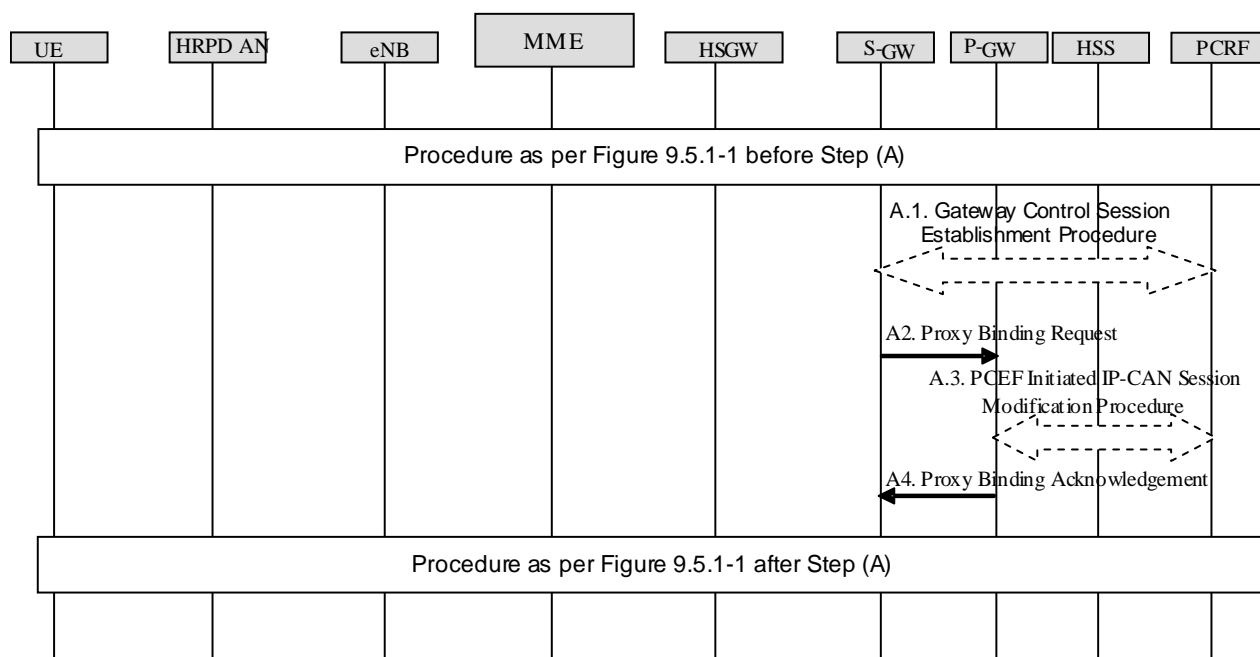 UE
HRPD AN
eNB
MME
HSGW
S-GW
P-GW
HSS
PCRF
Procedure as per Figure 9.5.1-1 before Step (A)
A.1. Gateway Control Session
Establishment Procedure
A2. Proxy Binding Request
A.3. PCEF Initiated IP-CAN Session
Modification Procedure
A4. Proxy Binding Acknowledgement
Procedure as per Figure 9.5.1-1 after Step (A)